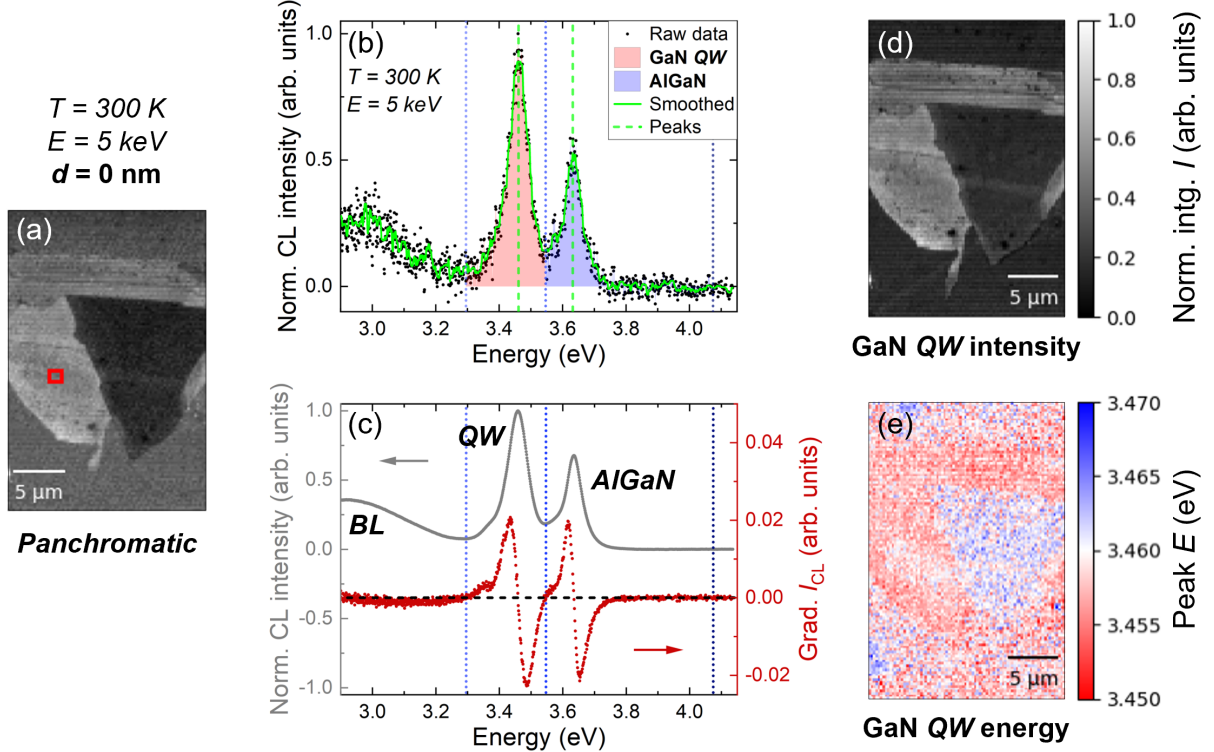 T = 300 K
E = 5 keV
d = 0 nm
(a)
5 µm
Panchromatic
(b)
T = 300 K
E = 5 keV
Raw data
GaN QW
AlGaN
Smoothed
Peaks
Norm. CL intensity (arb. units)
1.0
0.5
0.0
3.0 3.2 3.4 3.6 3.8 4.0
Energy (eV)
(c)
QW
AlGaN
BL
Norm. CL intensity (arb. units)
1.0
0.5
0.0
-0.5
-1.0
0.04
0.02
0.00
-0.02
Grad. I_CL (arb. units)
3.0 3.2 3.4 3.6 3.8 4.0
Energy (eV)
(d)
5 µm
1.0
0.8
0.6
0.4
0.2
0.0
Norm. intg. I (arb. units)
GaN QW intensity
(e)
5 µm
3.470
3.465
3.460
3.455
3.450
Peak E (eV)
GaN QW energy